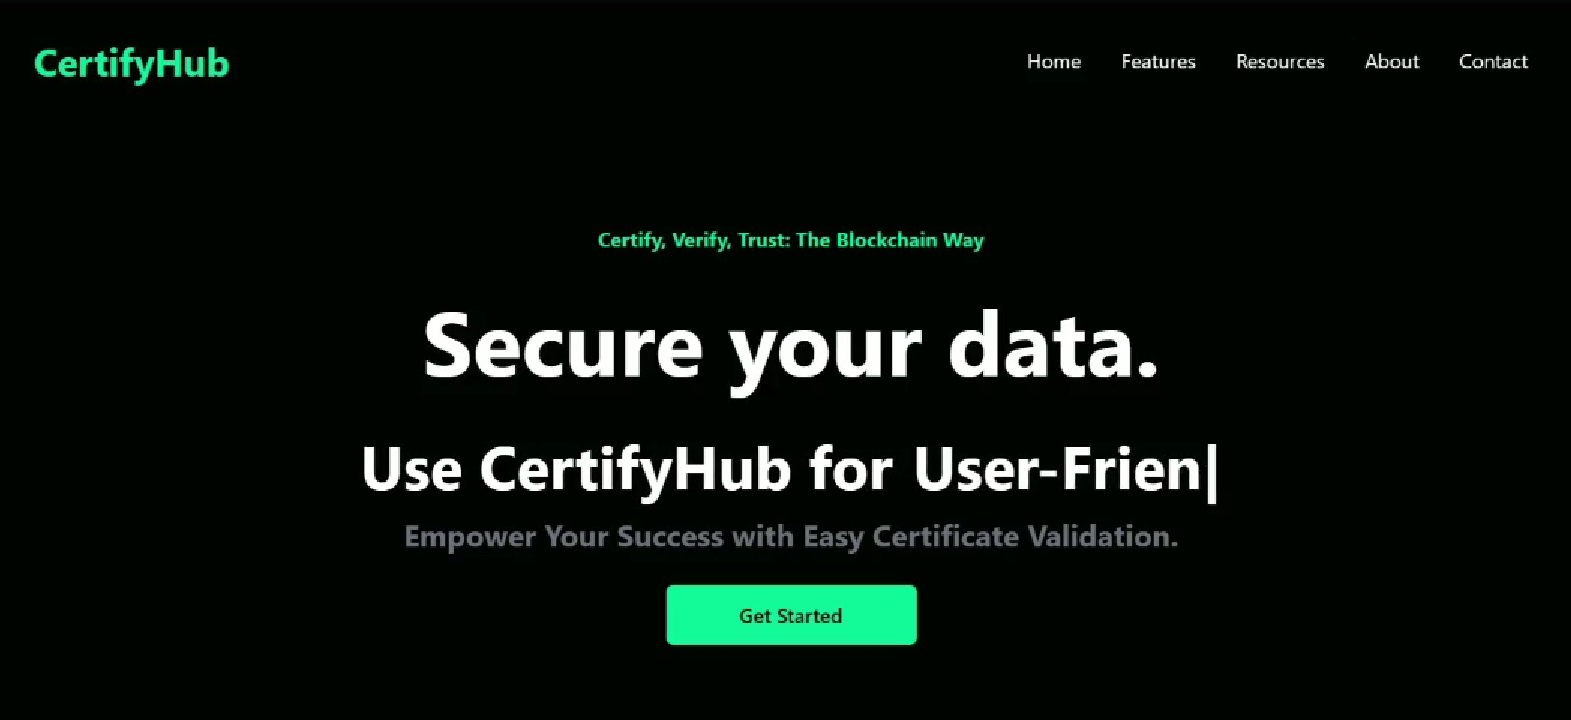 CertifyHub
Home Features Resources About Contact
Certify, Verify, Trust: The Blockchain Way
Secure your data.
Use CertifyHub for User-Frien|
Empower Your Success with Easy Certificate Validation.
Get Started